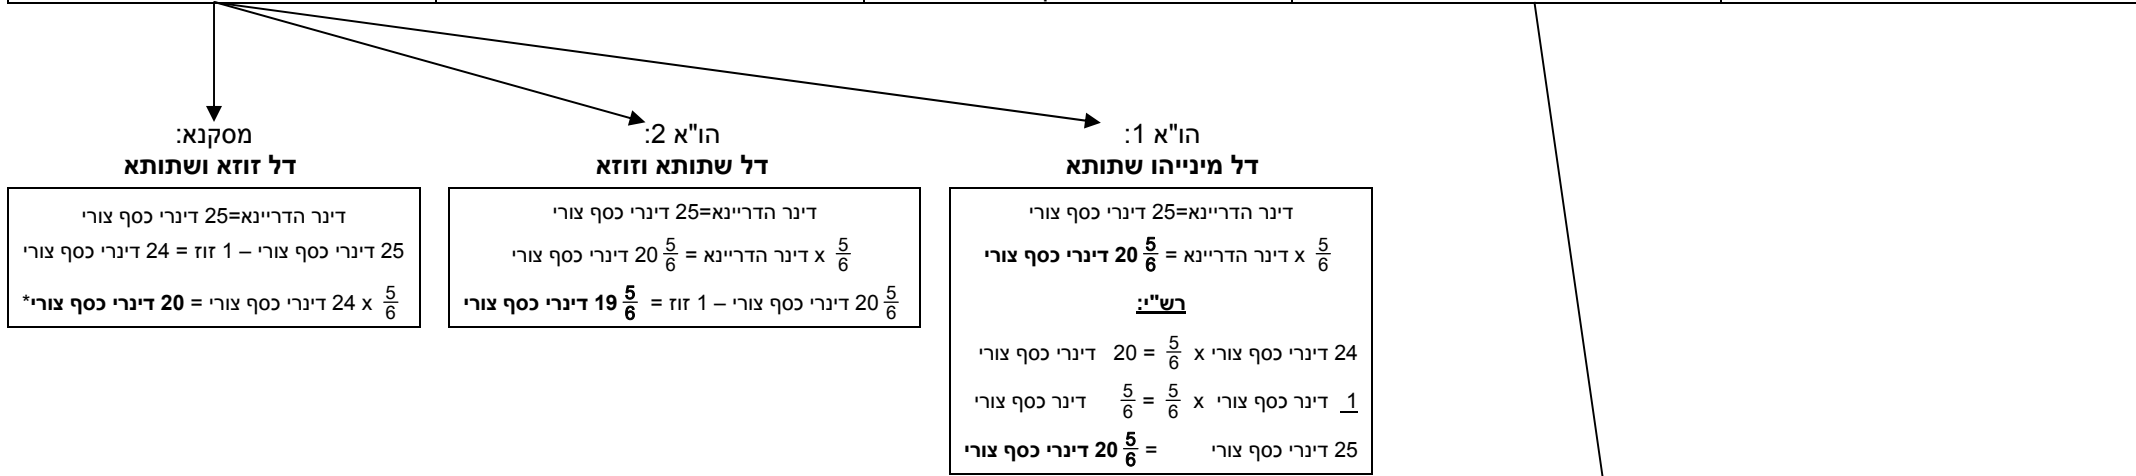 הו"א 1:
דל מינייהו שתותא
דינר הדריינא=25 דינרי כסף צורי
5/6 x דינר הדריינא = 20 5/6 דינרי כסף צורי
רש"י:
24 דינרי כסף צורי x 5/6 = 20 דינרי כסף צורי
1 דינר כסף צורי x 5/6 = 5/6 דינר כסף צורי
25 דינרי כסף צורי = 20 5/6 דינרי כסף צורי
הו"א 2:
דל שתותא וזוזא
דינר הדריינא=25 דינרי כסף צורי
5/6 x דינר הדריינא = 20 5/6 דינרי כסף צורי
20 5/6 דינרי כסף צורי – 1 זוז = 19 5/6 דינרי כסף צורי
מסקנא:
דל זוזא ושתותא
דינר הדריינא=25 דינרי כסף צורי
25 דינרי כסף צורי – 1 זוז = 24 דינרי כסף צורי
5/6 x 24 דינרי כסף צורי = 20 דינרי כסף צורי*